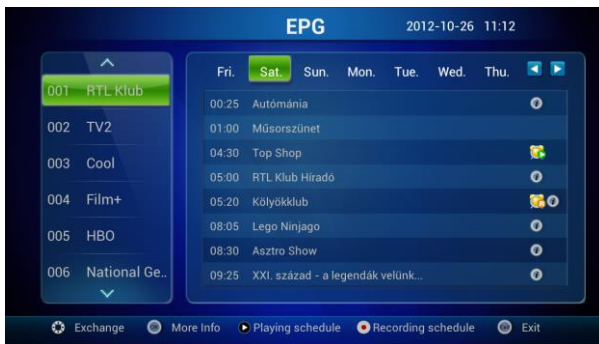 EPG 2012-10-26 11:12
Fri. Sat. Sun. Mon. Tue. Wed. Thu.
001 RTL Klub
002 TV2
003 Cool
004 Film+
005 HBO
006 National Ge..
00:25 Autómánia
01:00 Műsorszünet
04:30 Top Shop
05:00 RTL Klub Híradó
05:20 Kölyökklub
08:05 Lego Ninjago
08:30 Asztro Show
09:25 XXI. század - a legendák velünk...
Exchange More Info Playing schedule Recording schedule Exit